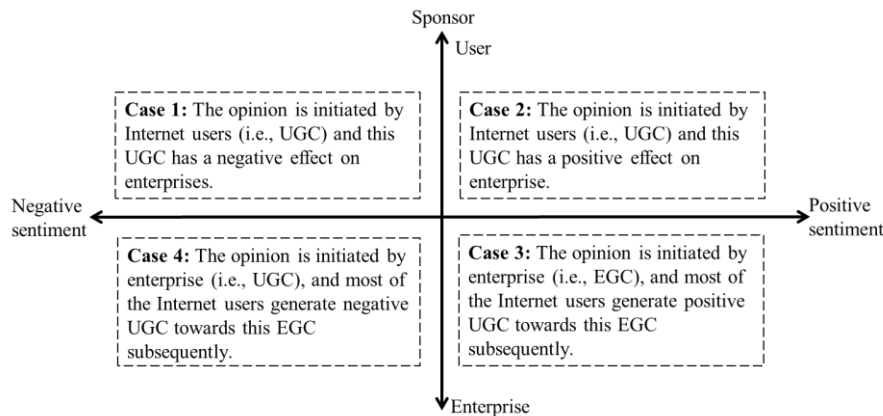 Sponsor
User
Case 1: The opinion is initiated by
Internet users (i.e., UGC) and this
UGC has a negative effect on
enterprises.
Case 2: The opinion is initiated by
Internet users (i.e., UGC) and this
UGC has a positive effect on
enterprise.
Negative
sentiment
Positive
sentiment
Case 4: The opinion is initiated by
enterprise (i.e., UGC), and most of
the Internet users generate negative
UGC towards this EGC
subsequently.
Case 3: The opinion is initiated by
enterprise (i.e., EGC), and most of
the Internet users generate positive
UGC towards this EGC
subsequently.
Enterprise